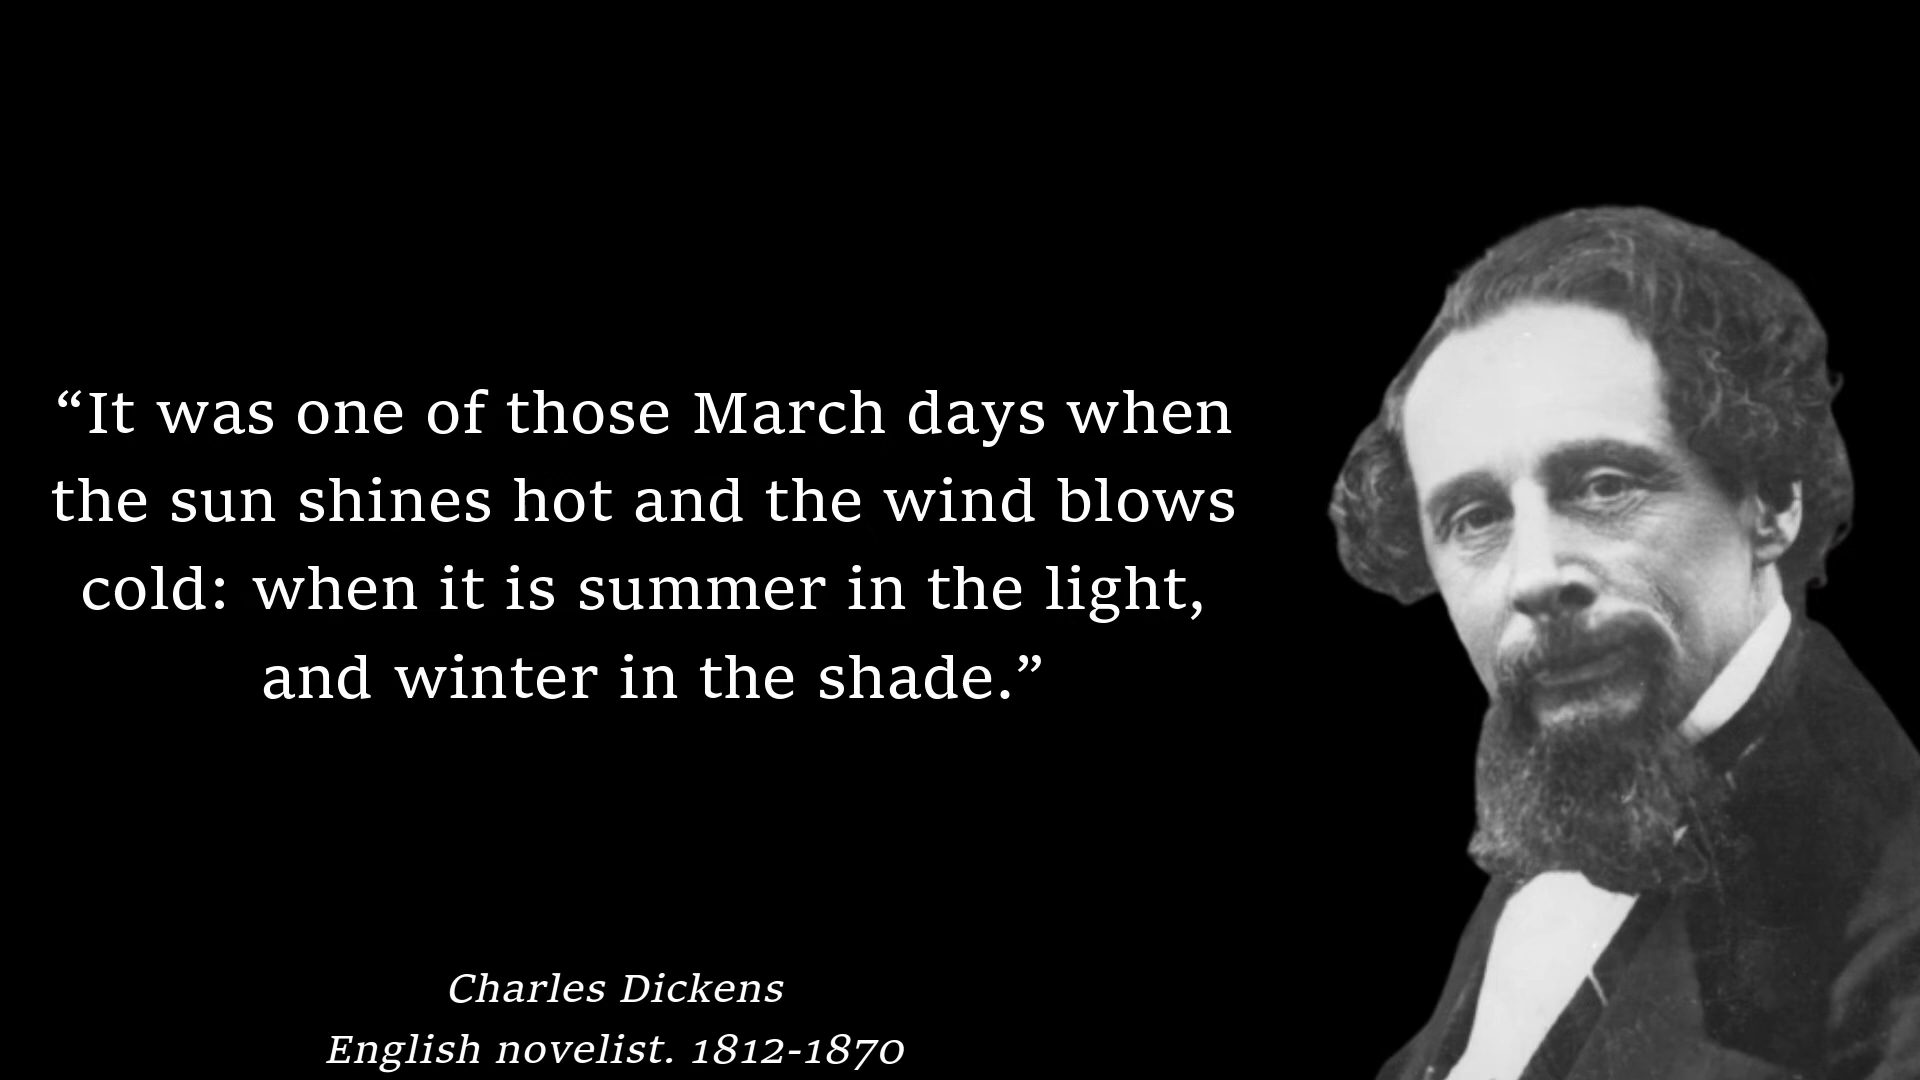 “It was one of those March days when
the sun shines hot and the wind blows
cold: when it is summer in the light,
and winter in the shade.”
Charles Dickens
English novelist. 1812-1870